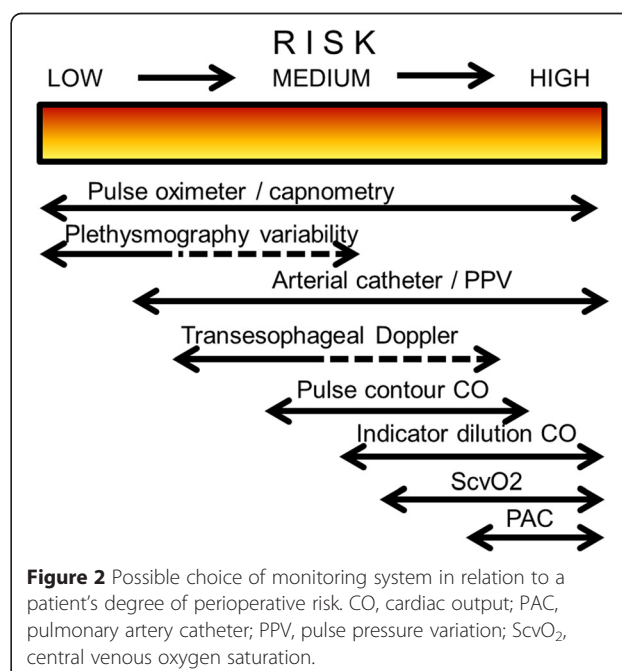 RISK
LOW MEDIUM HIGH
Pulse oximeter / capnometry
Plethysmography variability
Arterial catheter / PPV
Transesophageal Doppler
Pulse contour CO
Indicator dilution CO
ScvO2
PAC
Figure 2 Possible choice of monitoring system in relation to a
patient's degree of perioperative risk. CO, cardiac output; PAC,
pulmonary artery catheter; PPV, pulse pressure variation; ScvO₂,
central venous oxygen saturation.